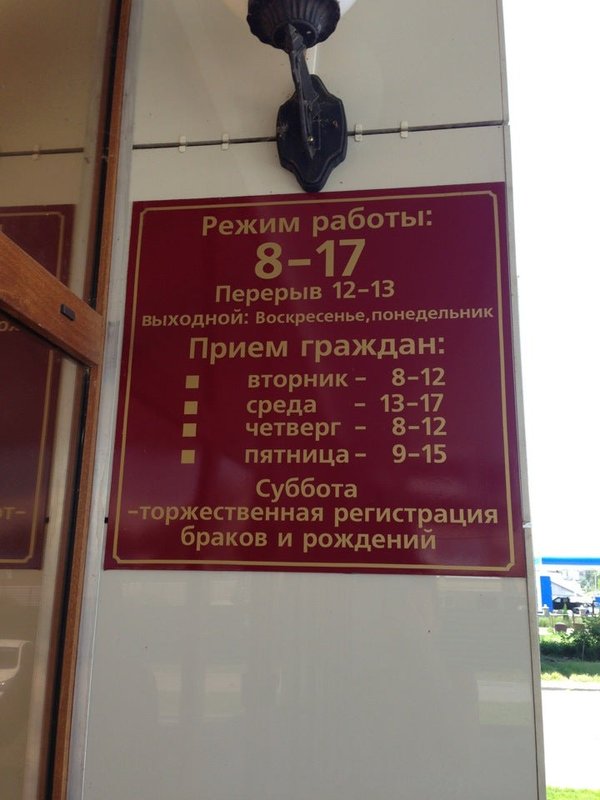 Режим работы:
8-17
Перерыв 12-13
выходной: Воскресенье,понедельник
Прием граждан:
вторник - 8-12
среда - 13-17
четверг - 8-12
пятница - 9-15
Суббота
-торжественная регистрация
браков и рождений